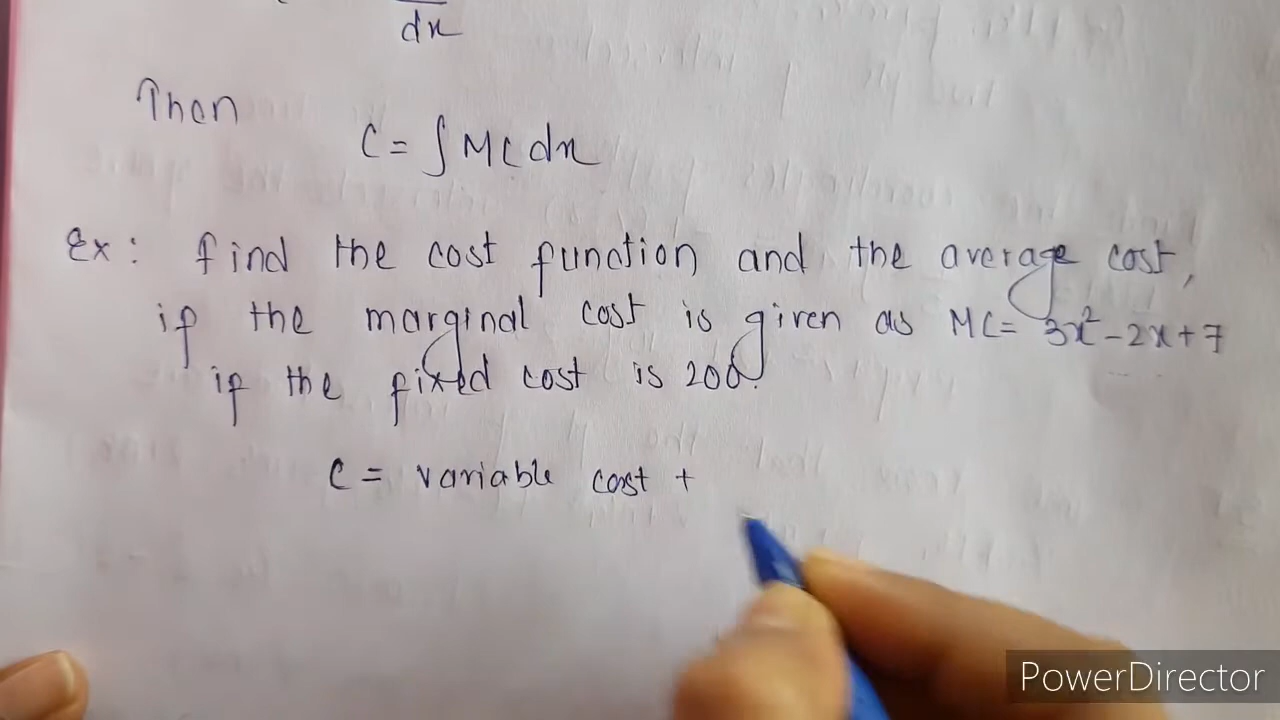 dx
Then
C = ∫ MC dx
Ex: find the cost function and the average cost,
if the marginal cost is given as MC = 3x² - 2x + 7
if the fixed cost is 200.
C = variable cost +
PowerDirector